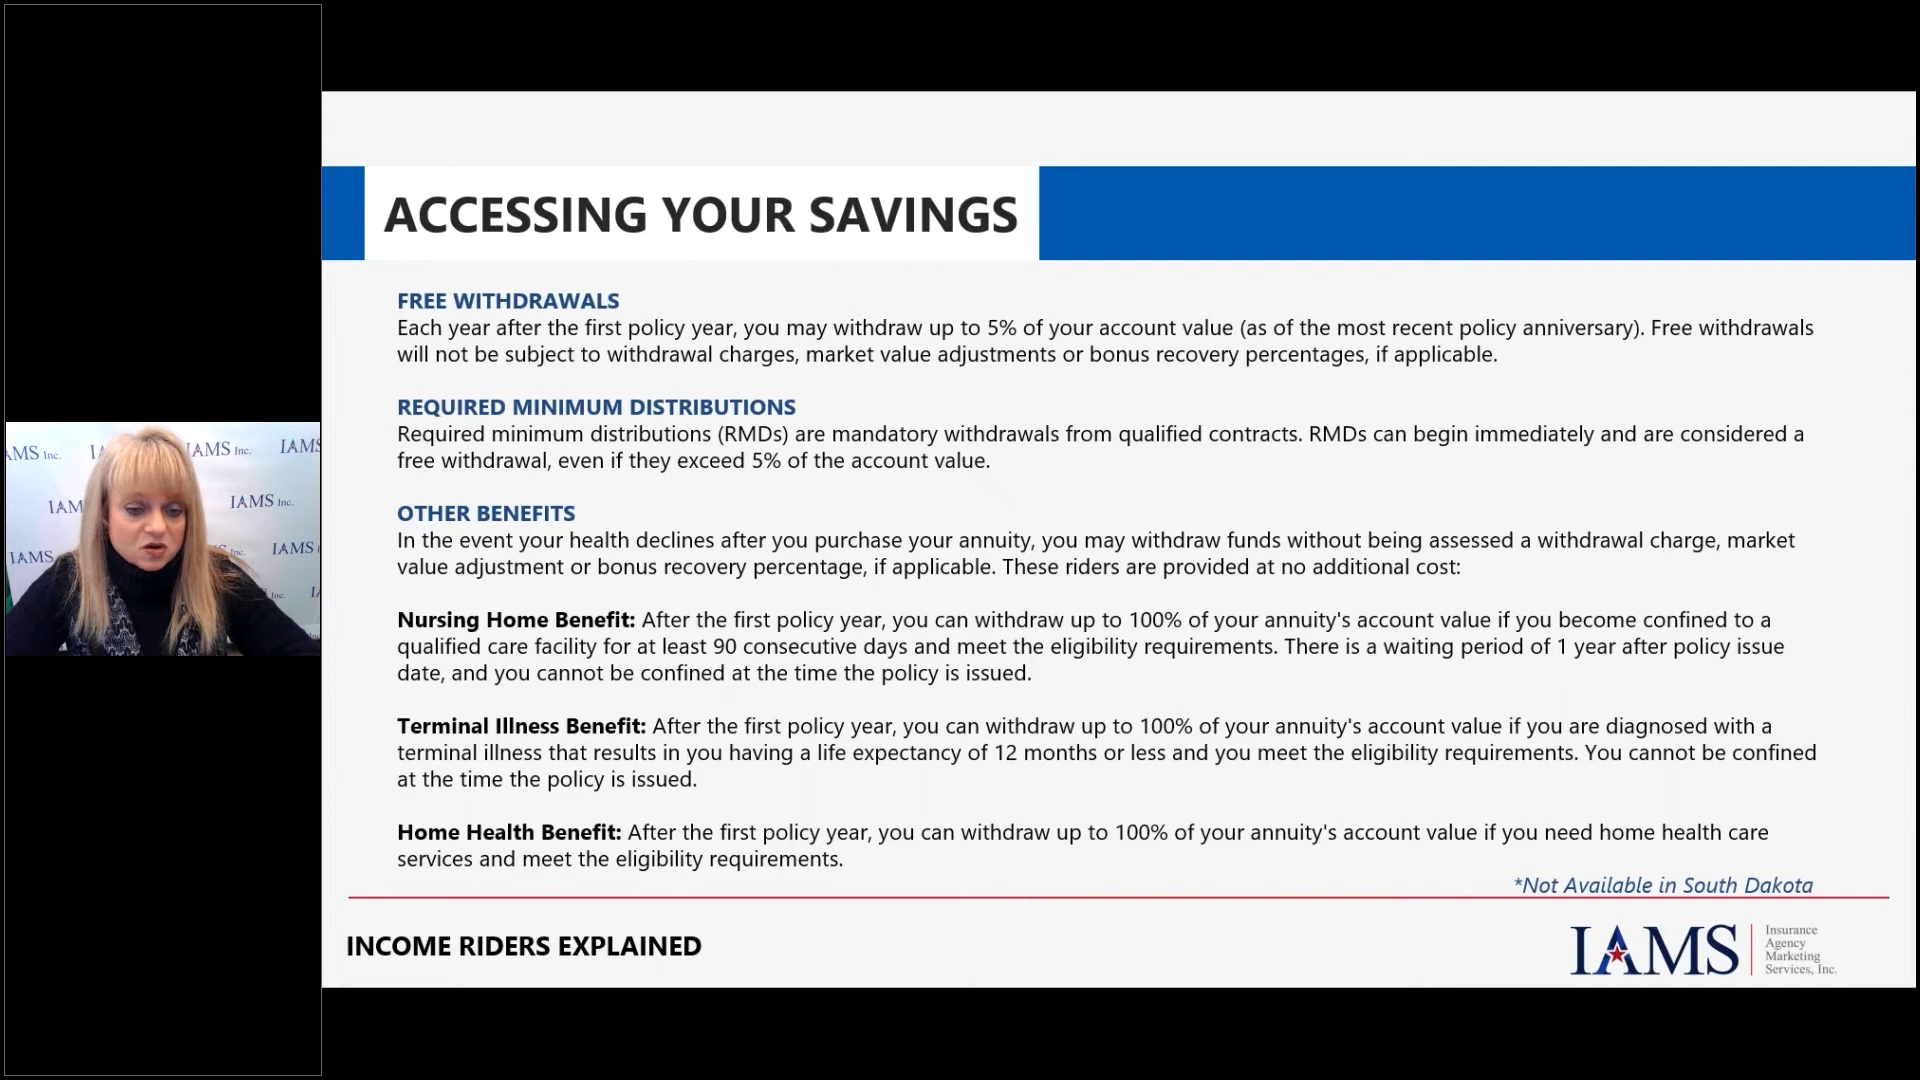 ACCESSING YOUR SAVINGS
FREE WITHDRAWALS
Each year after the first policy year, you may withdraw up to 5% of your account value (as of the most recent policy anniversary). Free withdrawals
will not be subject to withdrawal charges, market value adjustments or bonus recovery percentages, if applicable.
REQUIRED MINIMUM DISTRIBUTIONS
Required minimum distributions (RMDs) are mandatory withdrawals from qualified contracts. RMDs can begin immediately and are considered a
free withdrawal, even if they exceed 5% of the account value.
OTHER BENEFITS
In the event your health declines after you purchase your annuity, you may withdraw funds without being assessed a withdrawal charge, market
value adjustment or bonus recovery percentage, if applicable. These riders are provided at no additional cost:
Nursing Home Benefit: After the first policy year, you can withdraw up to 100% of your annuity's account value if you become confined to a
qualified care facility for at least 90 consecutive days and meet the eligibility requirements. There is a waiting period of 1 year after policy issue
date, and you cannot be confined at the time the policy is issued.
Terminal Illness Benefit: After the first policy year, you can withdraw up to 100% of your annuity's account value if you are diagnosed with a
terminal illness that results in you having a life expectancy of 12 months or less and you meet the eligibility requirements. You cannot be confined
at the time the policy is issued.
Home Health Benefit: After the first policy year, you can withdraw up to 100% of your annuity's account value if you need home health care
services and meet the eligibility requirements.
*Not Available in South Dakota
INCOME RIDERS EXPLAINED
IAMS
Insurance
Agency
Marketing
Services, Inc.
IAMS Inc.
IAMS Inc.
IAMS
IAMS Inc.
IAMS
IAMS